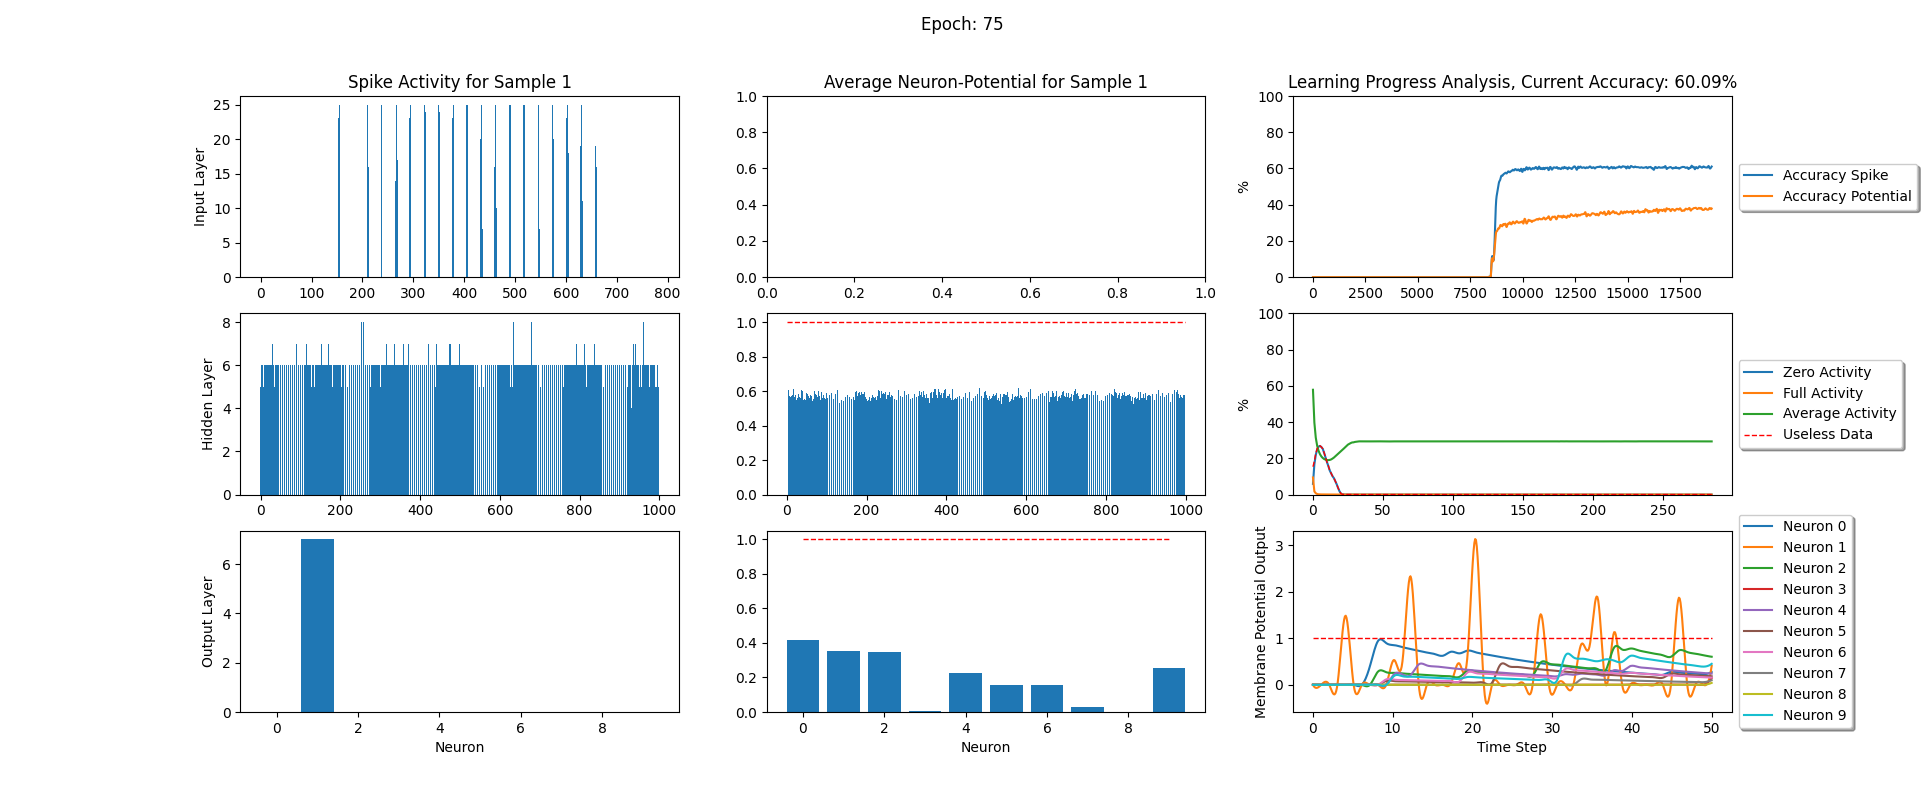 Epoch: 75
Spike Activity for Sample 1
Input Layer
25
20
15
10
5
0
0 100 200 300 400 500 600 700 800
Average Neuron-Potential for Sample 1
1.0
0.8
0.6
0.4
0.2
0.0
0.0 0.2 0.4 0.6 0.8 1.0
Learning Progress Analysis, Current Accuracy: 60.09%
%
100
80
60
40
20
0
0 2500 5000 7500 10000 12500 15000 17500
Accuracy Spike
Accuracy Potential
Hidden Layer
8
6
4
2
0
0 200 400 600 800 1000
1.0
0.8
0.6
0.4
0.2
0.0
0 200 400 600 800 1000
%
100
80
60
40
20
0
0 50 100 150 200 250
Zero Activity
Full Activity
Average Activity
Useless Data
Output Layer
6
4
2
0
0 2 4 6 8
Neuron
1.0
0.8
0.6
0.4
0.2
0.0
0 2 4 6 8
Neuron
Membrane Potential Output
3
2
1
0
0 10 20 30 40 50
Time Step
Neuron 0
Neuron 1
Neuron 2
Neuron 3
Neuron 4
Neuron 5
Neuron 6
Neuron 7
Neuron 8
Neuron 9